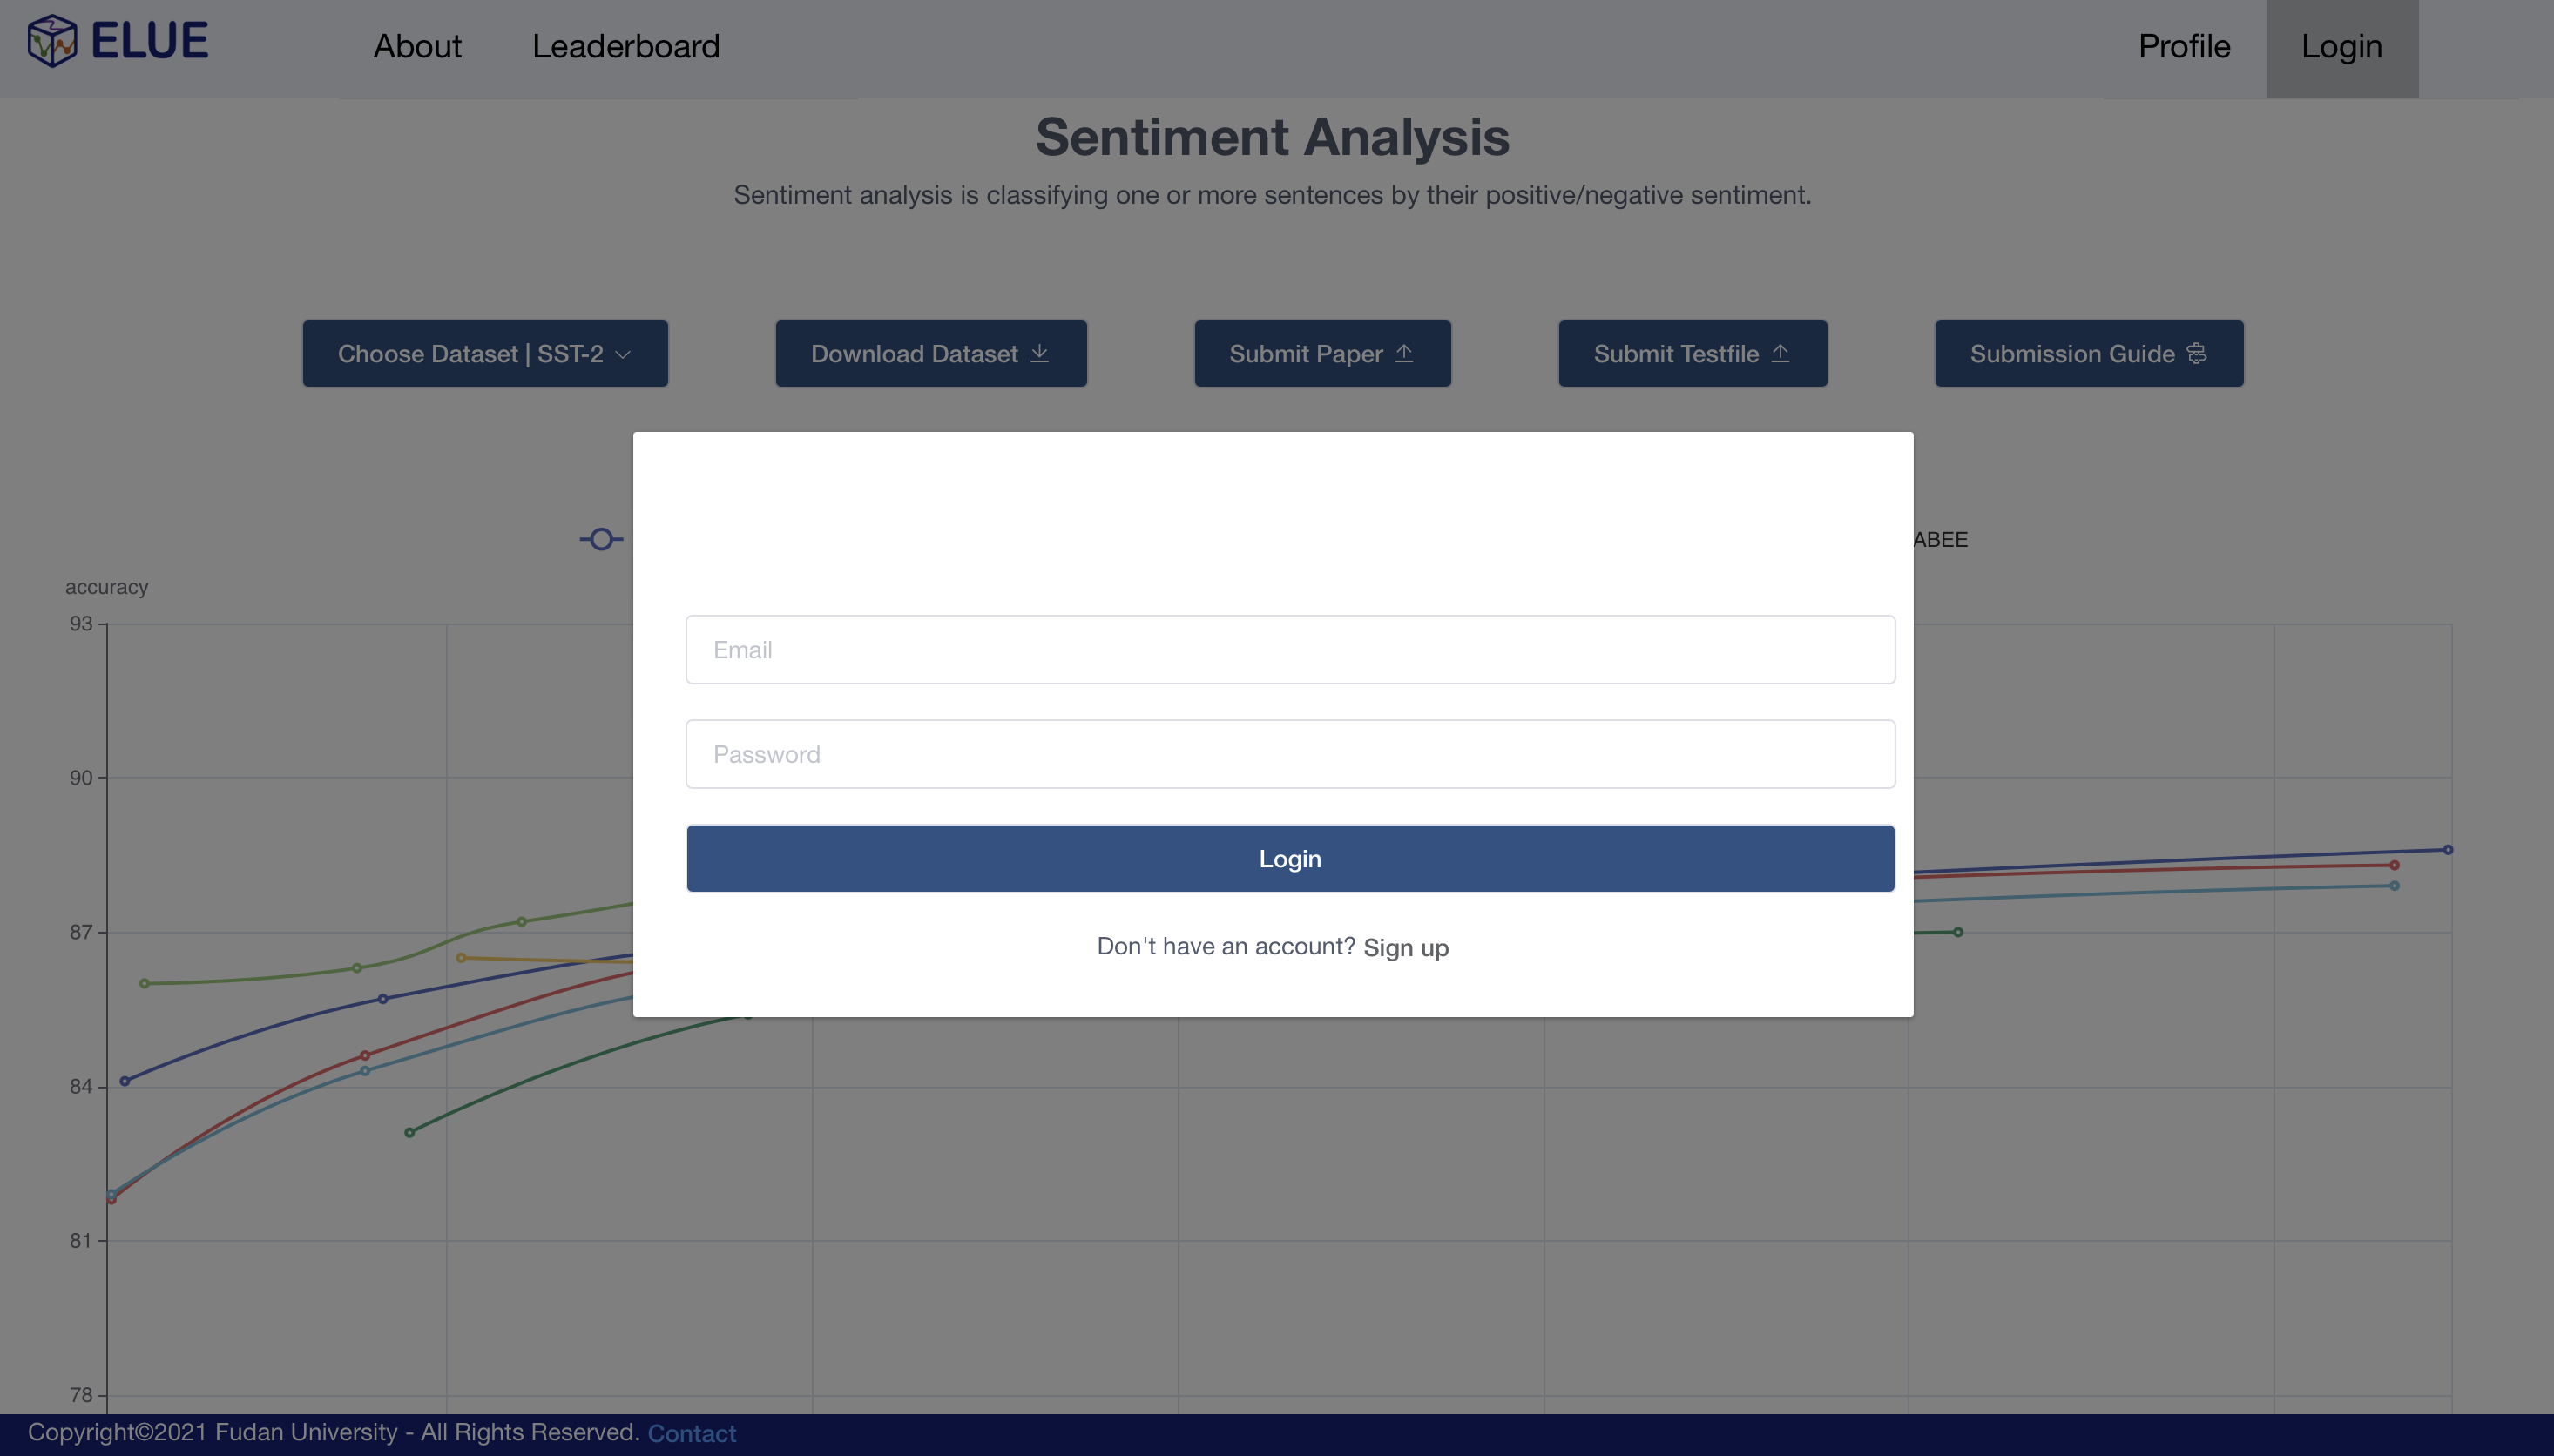 ELUE About Leaderboard Profile Login
Sentiment Analysis
Sentiment analysis is classifying one or more sentences by their positive/negative sentiment.
Choose Dataset | SST-2 Download Dataset Submit Paper Submit Testfile Submission Guide
ABEE
accuracy
93
90
87
84
81
78
Email
Password
Login
Don't have an account? Sign up
Copyright©2021 Fudan University - All Rights Reserved. Contact